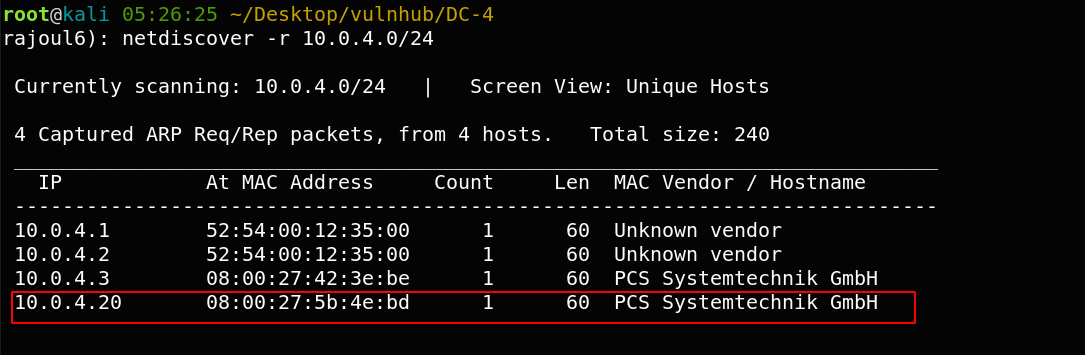 root@kali 05:26:25 ~/Desktop/vulnhub/DC-4
rajoul6): netdiscover -r 10.0.4.0/24
Currently scanning: 10.0.4.0/24   |   Screen View: Unique Hosts
4 Captured ARP Req/Rep packets, from 4 hosts.   Total size: 240
_____________________________________________________________________________
  IP            At MAC Address     Count     Len  MAC Vendor / Hostname
-----------------------------------------------------------------------------
10.0.4.1        52:54:00:12:35:00      1      60  Unknown vendor
10.0.4.2        52:54:00:12:35:00      1      60  Unknown vendor
10.0.4.3        08:00:27:42:3e:be      1      60  PCS Systemtechnik GmbH
10.0.4.20       08:00:27:5b:4e:bd      1      60  PCS Systemtechnik GmbH